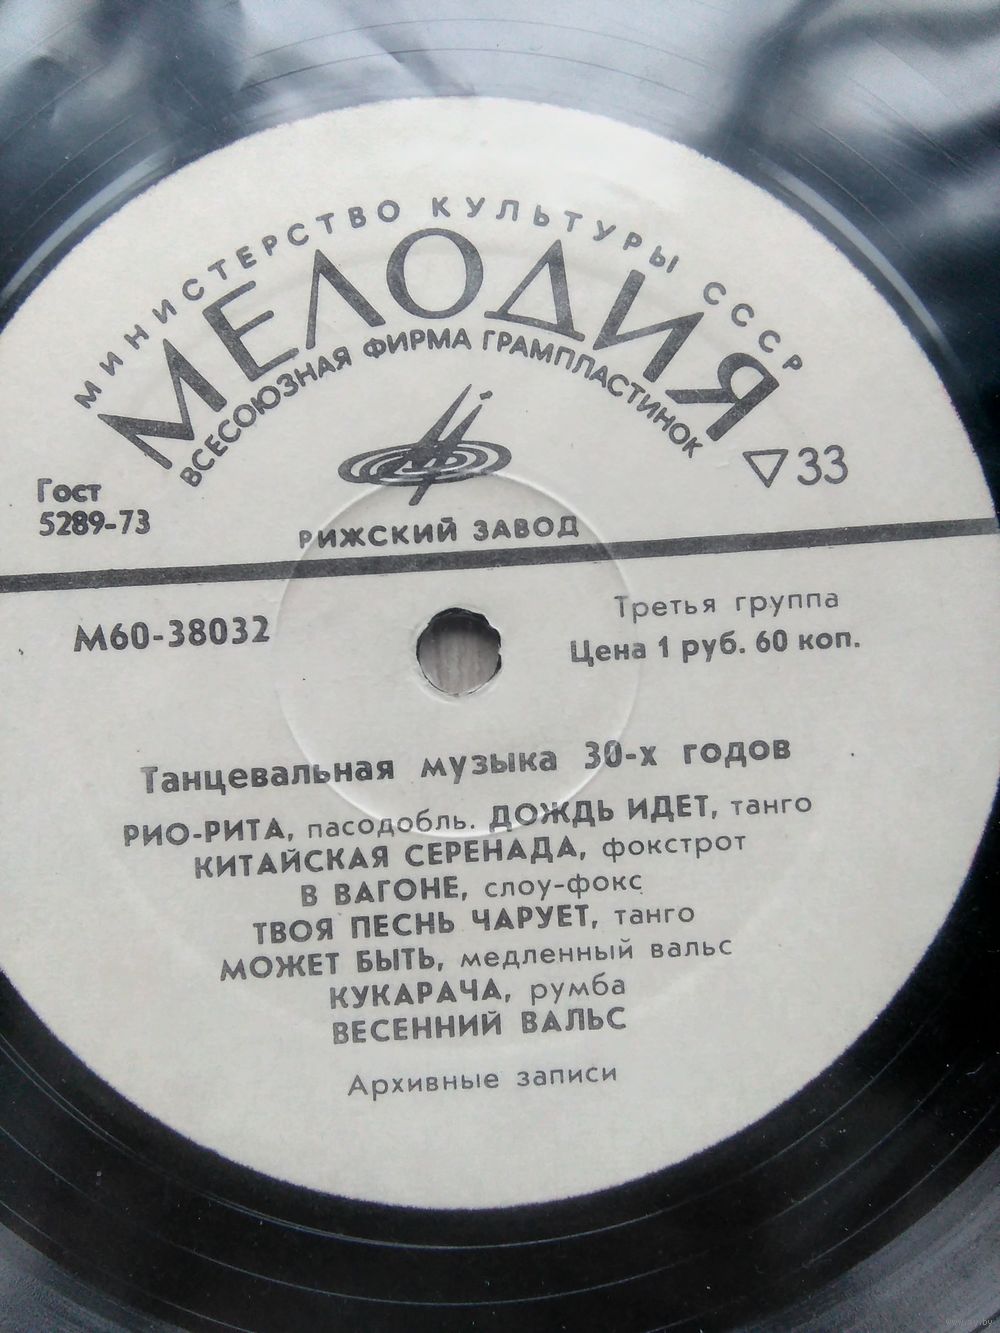 МИНИСТЕРСТВО КУЛЬТУРЫ СССР
МЕЛОДИЯ
ВСЕСОЮЗНАЯ ФИРМА ГРАМПЛАСТИНОК
33
Гост
5289-73
РИЖСКИЙ ЗАВОД
М60-38032
Третья группа
Цена 1 руб. 60 коп.
Танцевальная музыка 30-х годов
РИО-РИТА, пасодобль. ДОЖДЬ ИДЕТ, танго
КИТАЙСКАЯ СЕРЕНАДА, фокстрот
В ВАГОНЕ, слоу-фокс
ТВОЯ ПЕСНЬ ЧАРУЕТ, танго
МОЖЕТ БЫТЬ, медленный вальс
КУКАРАЧА, румба
ВЕСЕННИЙ ВАЛЬС
Архивные записи